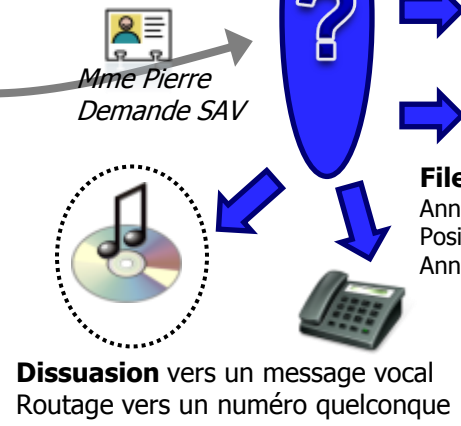 ?
Mme Pierre
Demande SAV
File
Ann
Posi
Ann
Dissuasion vers un message vocal
Routage vers un numéro quelconque